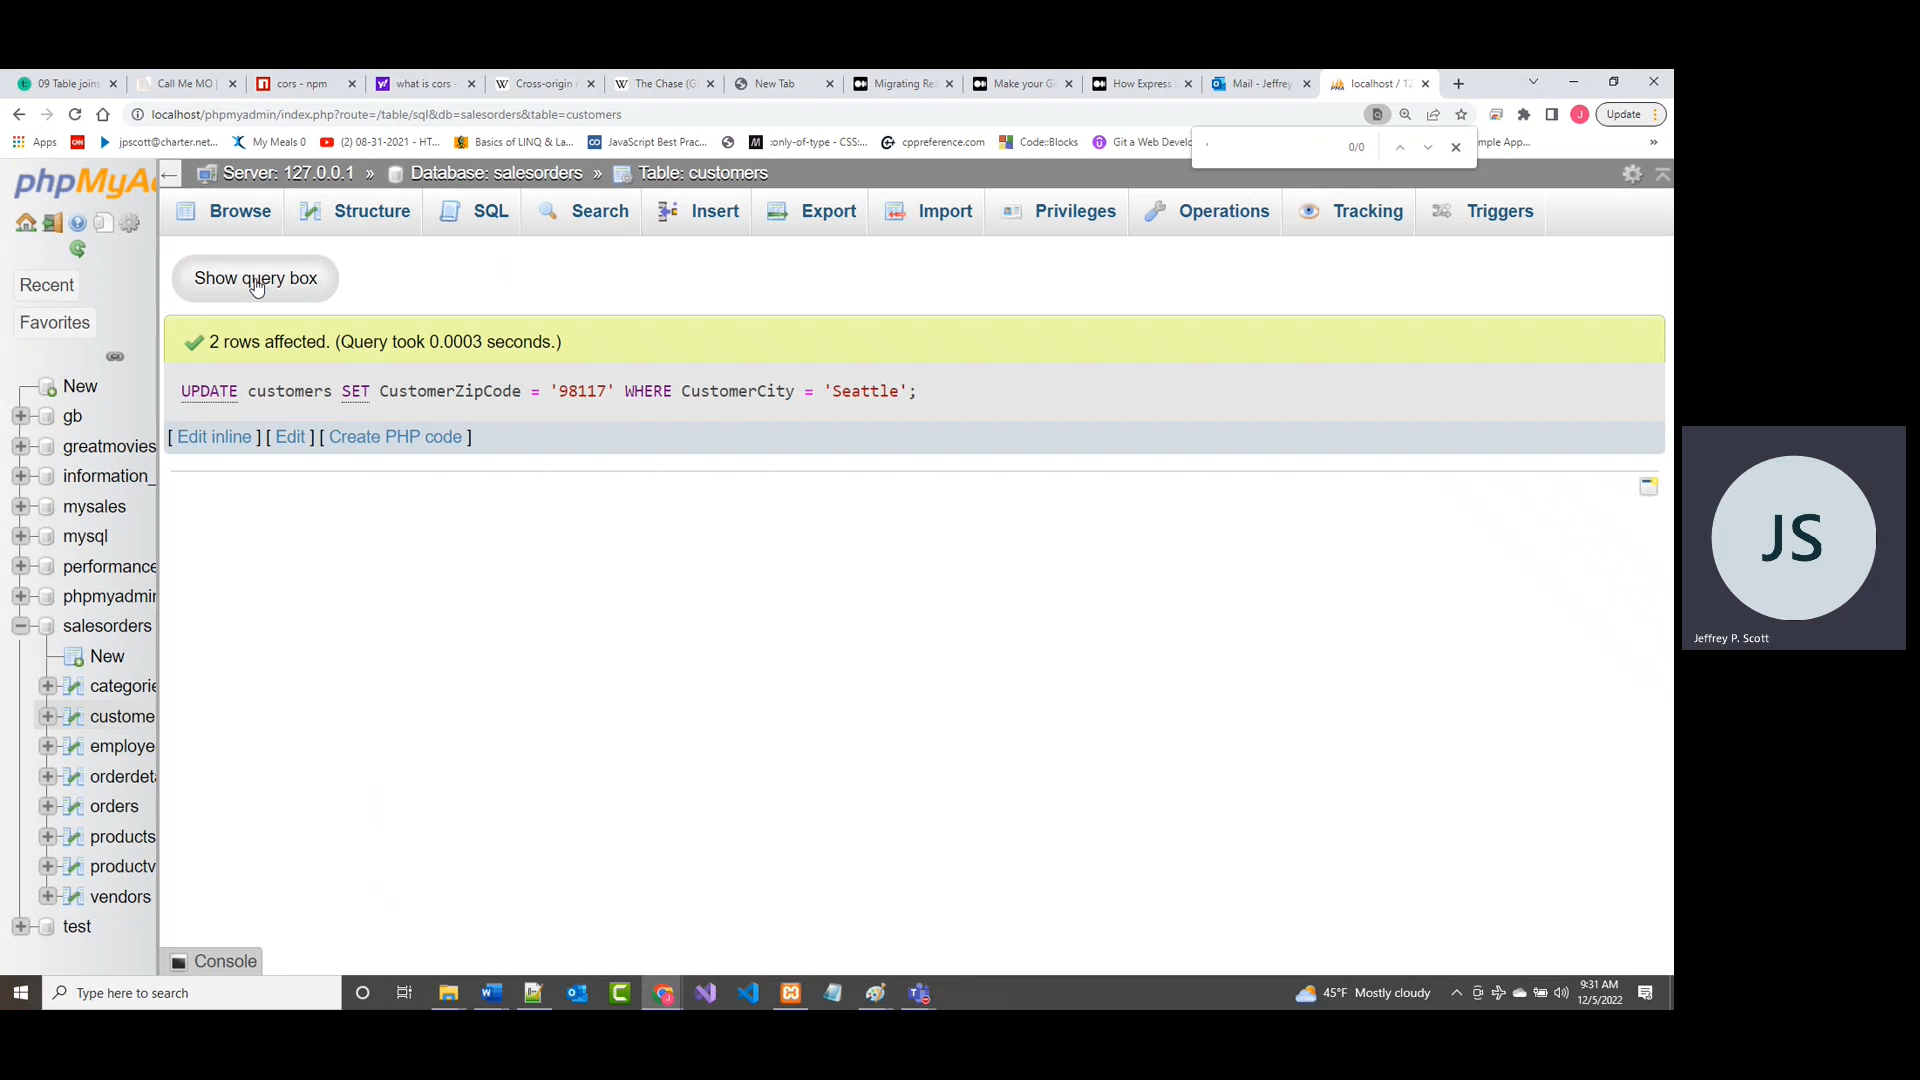 09 Table joins
Call Me MO |
cors - npm
what is cors -
Cross-origin r
The Chase (G
New Tab
Migrating Re
Make your Gi
How Express
Mail - Jeffrey
localhost / 12
localhost/phpmyadmin/index.php?route=/table/sql&db=salesorders&table=customers
Update
Apps
jpscott@charter.net...
My Meals 0
(2) 08-31-2021 - HT...
Basics of LINQ & La...
JavaScript Best Prac...
:only-of-type - CSS:...
cppreference.com
Code::Blocks
Git a Web Develo
mple App...
»
'
0/0
phpMyAd
Server: 127.0.0.1 » Database: salesorders » Table: customers
Browse
Structure
SQL
Search
Insert
Export
Import
Privileges
Operations
Tracking
Triggers
Recent
Favorites
New
gb
greatmovies
information_
mysales
mysql
performance
phpmyadmin
salesorders
New
categorie
custome
employe
orderdeta
orders
products
productv
vendors
test
Show query box
2 rows affected. (Query took 0.0003 seconds.)
UPDATE customers SET CustomerZipCode = '98117' WHERE CustomerCity = 'Seattle';
[ Edit inline ] [ Edit ] [ Create PHP code ]
Console
JS
Jeffrey P. Scott
Type here to search
45°F Mostly cloudy
9:31 AM
12/5/2022